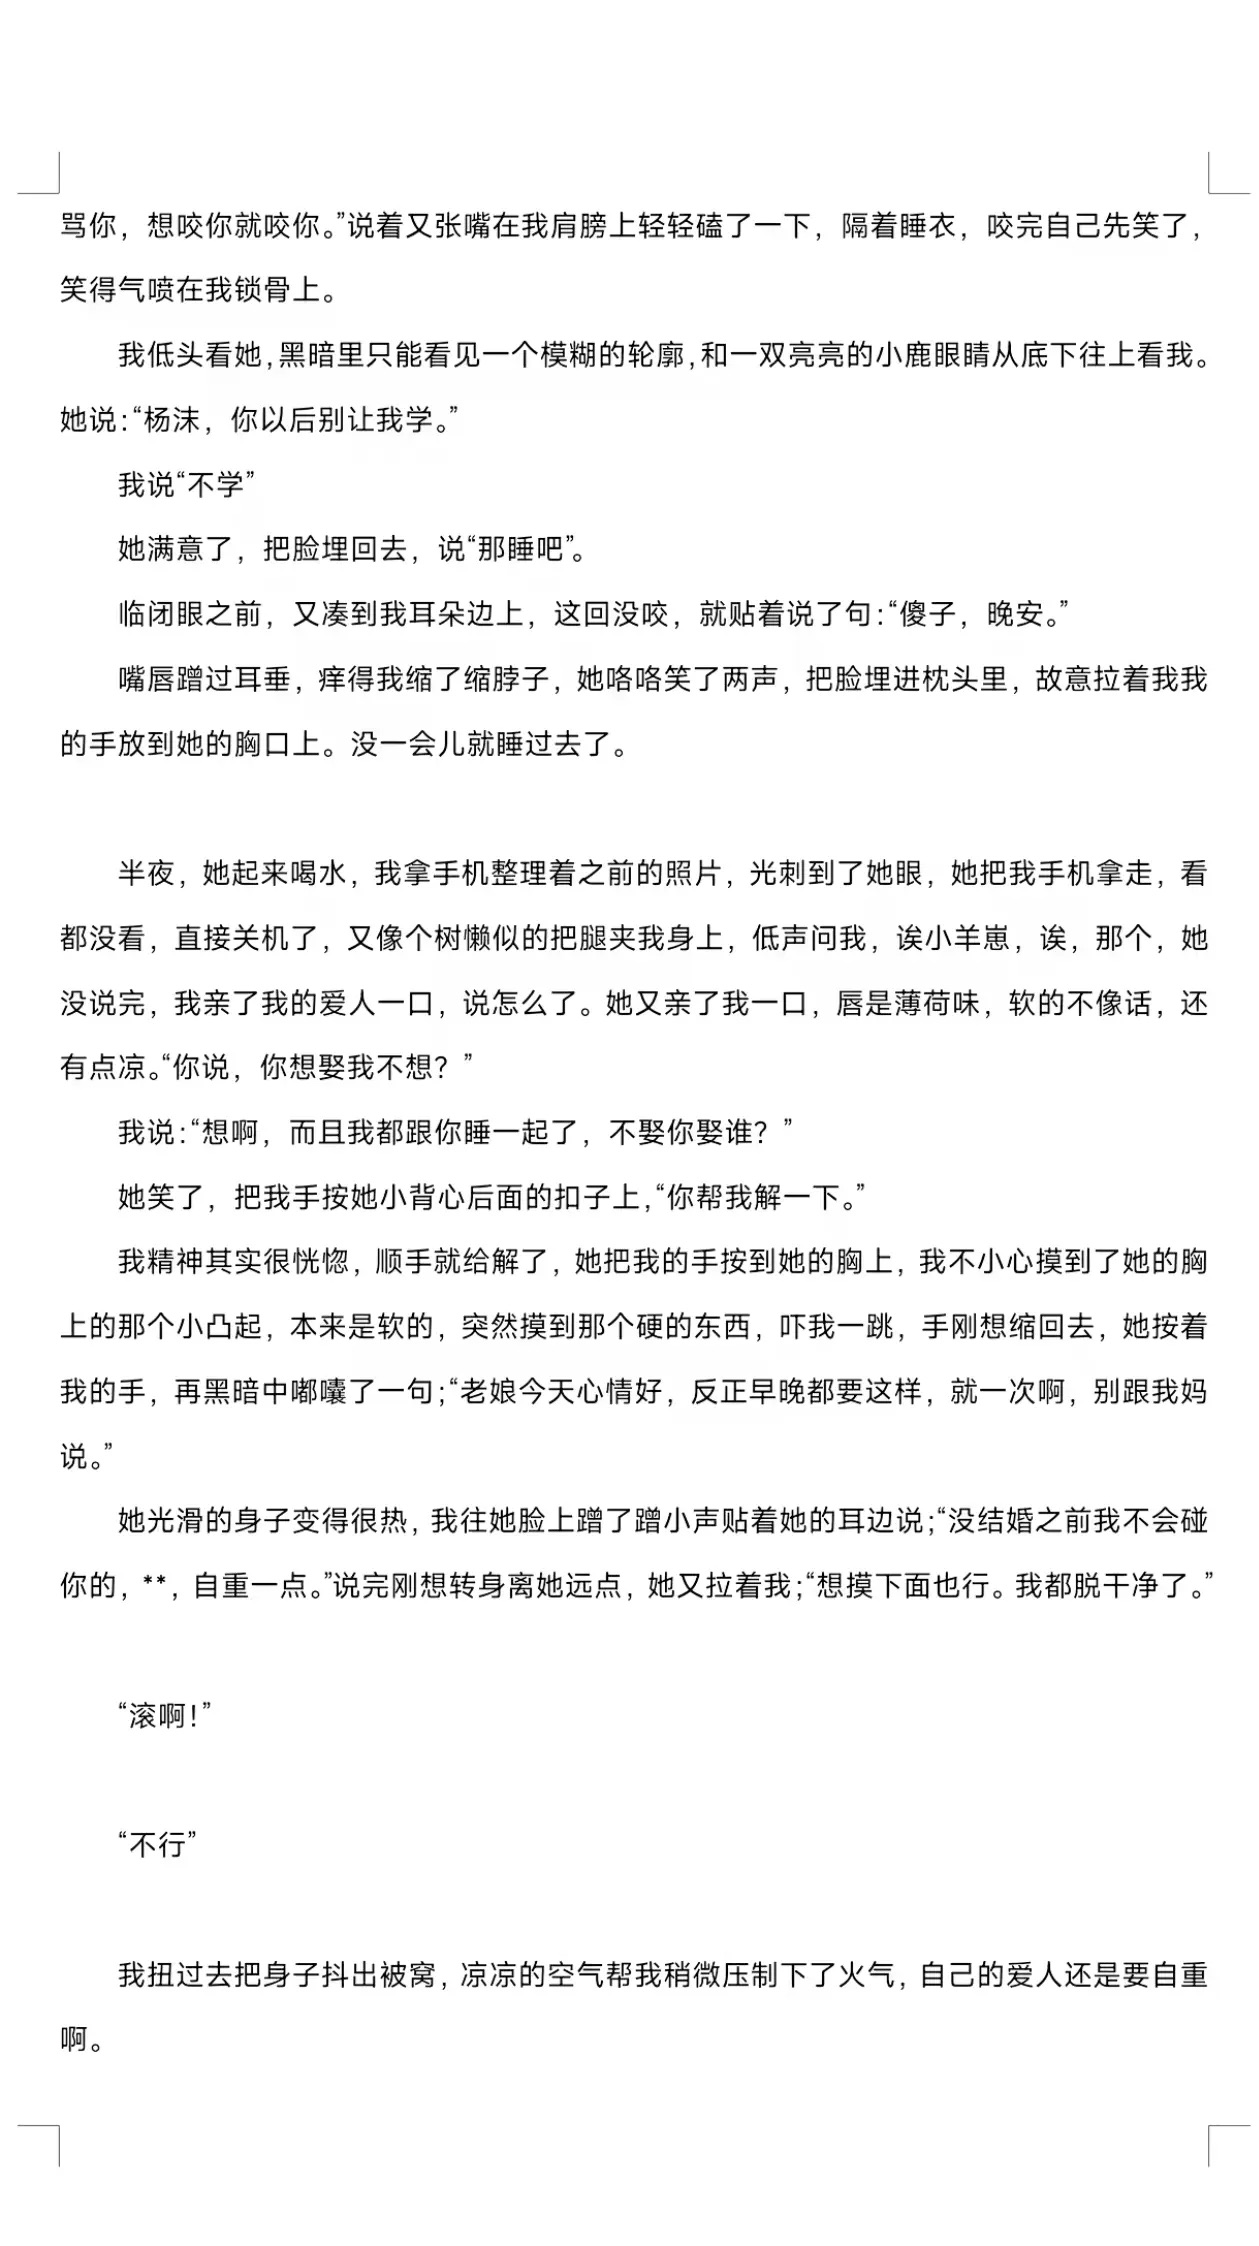 骂你，想咬你就咬你。”说着又张嘴在我肩膀上轻轻磕了一下，隔着睡衣，咬完自己先笑了，
笑得气喷在我锁骨上。
我低头看她，黑暗里只能看见一个模糊的轮廓，和一双亮亮的小鹿眼睛从底下往上看我。
她说：“杨沫，你以后别让我学。”
我说“不学”
她满意了，把脸埋回去，说“那睡吧”。
临闭眼之前，又凑到我耳朵边上，这回没咬，就贴着说了句：“傻子，晚安。”
嘴唇蹭过耳垂，痒得我缩了缩脖子，她咯咯笑了两声，把脸埋进枕头里，故意拉着我我
的手放到她的胸口上。没一会儿就睡过去了。
半夜，她起来喝水，我拿手机整理着之前的照片，光刺到了她眼，她把我手机拿走，看
都没看，直接关机了，又像个树懒似的把腿夹我身上，低声问我，诶小羊崽，诶，那个，她
没说完，我亲了我的爱人一口，说怎么了。她又亲了我一口，唇是薄荷味，软的不像话，还
有点凉。“你说，你想娶我不想？”
我说：“想啊，而且我都跟你睡一起了，不娶你娶谁？”
她笑了，把我手按她小背心后面的扣子上，“你帮我解一下。”
我精神其实很恍惚，顺手就给解了，她把我的手按到她的胸上，我不小心摸到了她的胸
上的那个小凸起，本来是软的，突然摸到那个硬的东西，吓我一跳，手刚想缩回去，她按着
我的手，再黑暗中嘟囔了一句；“老娘今天心情好，反正早晚都要这样，就一次啊，别跟我妈
说。”
她光滑的身子变得很热，我往她脸上蹭了蹭小声贴着她的耳边说；“没结婚之前我不会碰
你的，**，自重一点。”说完刚想转身离她远点，她又拉着我；“想摸下面也行。我都脱干净了。”
“滚啊！”
“不行”
我扭过去把身子抖出被窝，凉凉的空气帮我稍微压制下了火气，自己的爱人还是要自重
啊。